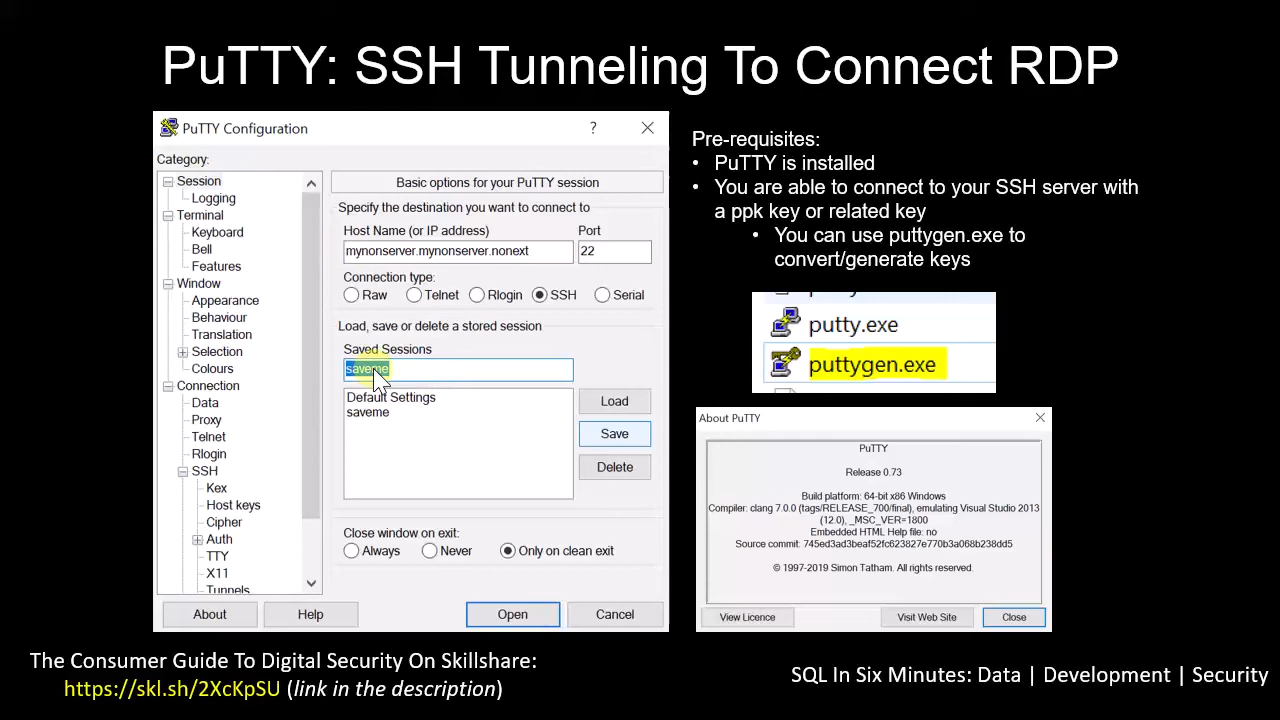 PuTTY: SSH Tunneling To Connect RDP
PuTTY Configuration
?
Category:
Session
Logging
Terminal
Keyboard
Bell
Features
Window
Appearance
Behaviour
Translation
Selection
Colours
Connection
Data
Proxy
Telnet
Rlogin
SSH
Kex
Host keys
Cipher
Auth
TTY
X11
Tunnels
Basic options for your PuTTY session
Specify the destination you want to connect to
Host Name (or IP address) Port
mynonserver.mynonserver.nonext 22
Connection type:
Raw Telnet Rlogin SSH Serial
Load, save or delete a stored session
Saved Sessions
saveme
Default Settings
saveme
Load
Save
Delete
Close window on exit:
Always Never Only on clean exit
About Help Open Cancel
Pre-requisites:
• PuTTY is installed
• You are able to connect to your SSH server with
a ppk key or related key
• You can use puttygen.exe to
convert/generate keys
putty.exe
puttygen.exe
About PuTTY
PuTTY
Release 0.73
Build platform: 64-bit x86 Windows
Compiler: clang 7.0.0 (tags/RELEASE_700/final), emulating Visual Studio 2013
(12.0), _MSC_VER=1800
Embedded HTML Help file: no
Source commit: 745ed3ad3beaf52fc623827e770b3a068b238dd5
© 1997-2019 Simon Tatham. All rights reserved.
View Licence Visit Web Site Close
The Consumer Guide To Digital Security On Skillshare:
https://skl.sh/2XcKpSU (link in the description)
SQL In Six Minutes: Data | Development | Security